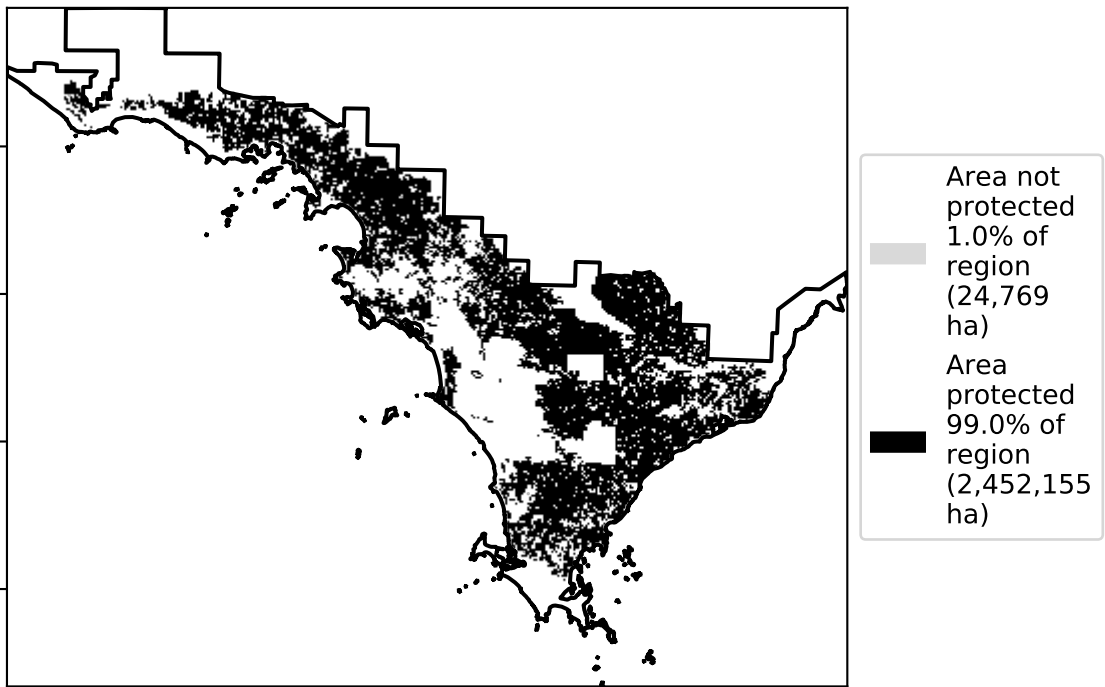 Area not
protected
1.0% of
region
(24,769
ha)
Area
protected
99.0% of
region
(2,452,155
ha)